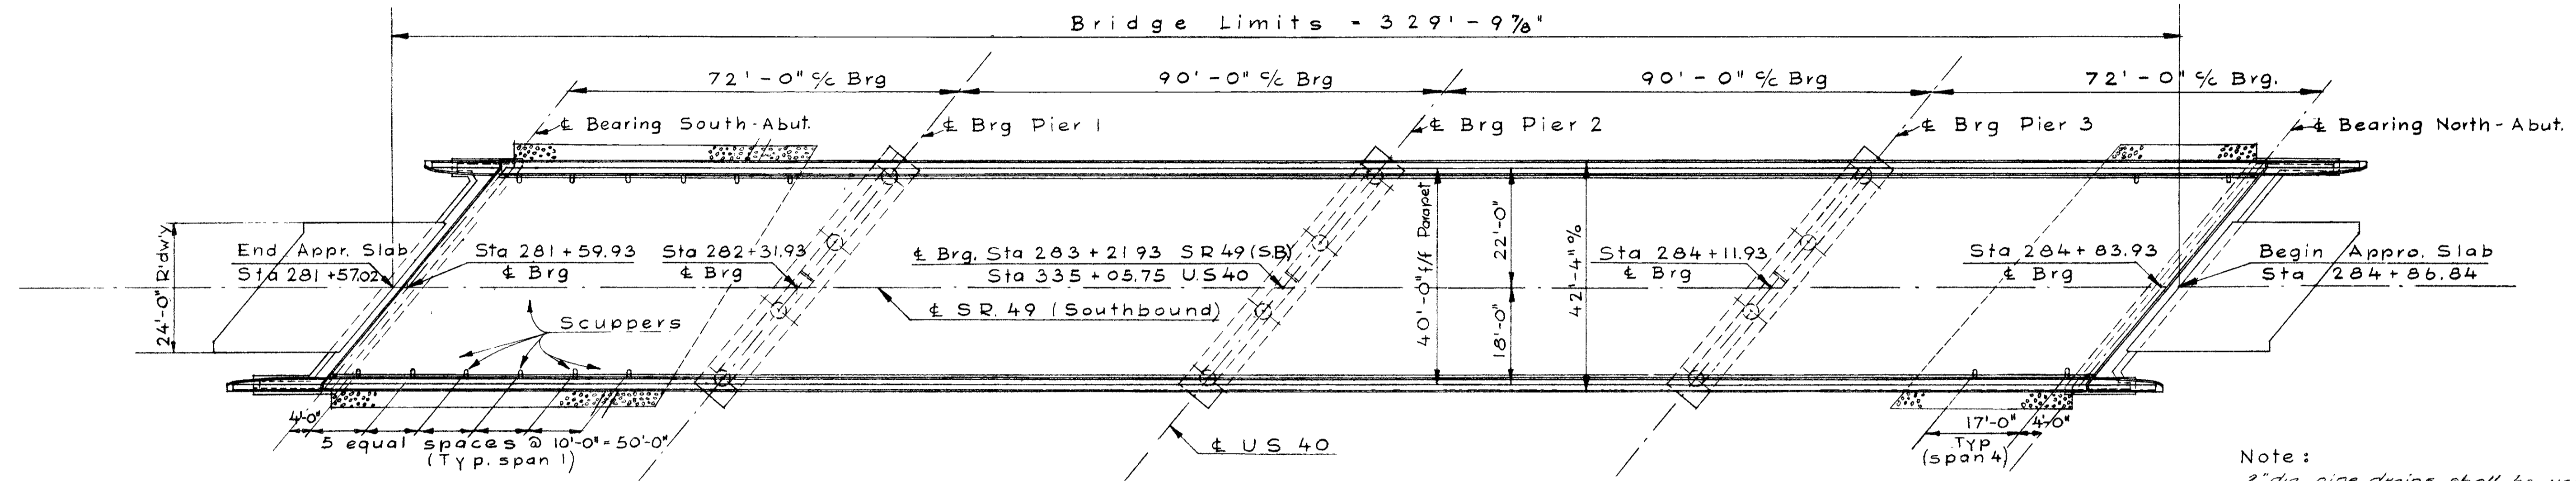 Bridge Limits = 329'-9⅞"
72'-0" c/c Brg
90'-0" c/c Brg
90'-0" c/c Brg
72'-0" c/c Brg.
℄ Bearing South-Abut.
℄ Brg Pier 1
℄ Brg Pier 2
℄ Brg Pier 3
℄ Bearing North-Abut.
24'-0" R'dw'y
End Appr. Slab
Sta 281+57.02
Sta 281+59.93
℄ Brg
Sta 282+31.93
℄ Brg
℄ Brg. Sta 283+21 93 SR 49 (S.B.)
Sta 335+05.75 U.S 40
40'-0" f/f Parapet
22'-0"
18'-0"
42'-4" o/o
Sta 284+11.93
℄ Brg
Sta 284+83.93
℄ Brg
Begin Appro. Slab
Sta 284+86.84
Scuppers
℄ S R. 49 (Southbound)
4'-0"
5 equal spaces @ 10'-0" = 50'-0"
(Typ. span 1)
℄ US 40
17'-0"
4'-0"
Typ
(span 4)
Note: